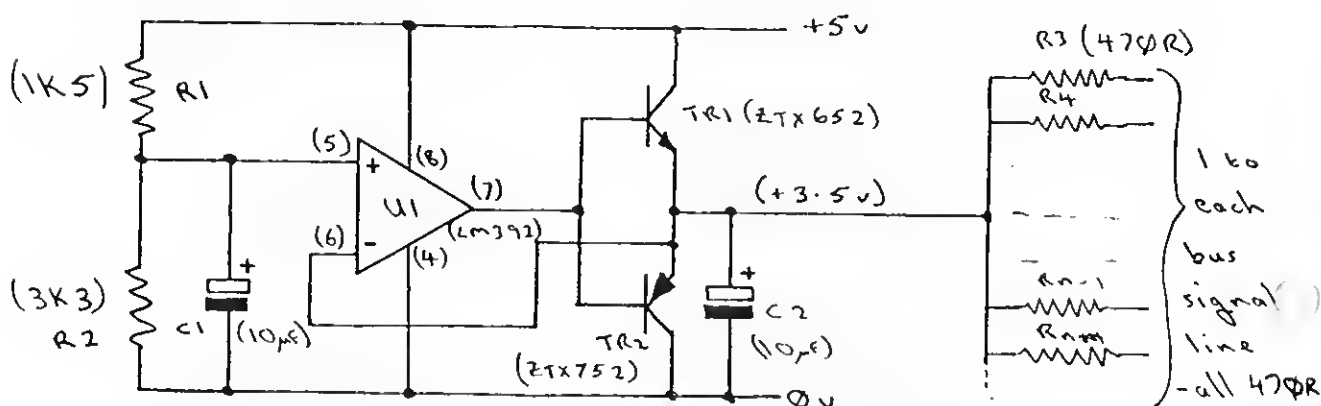 +5v
R3 (47ØR)
(1K5)
R1
R4
TR1 (ZTX652)
(5)
+
(8)
(7)
U1
(LM392)
(6)
-
(4)
(+3.5v)
1 to
each
bus
signal
line
-all 47ØR
(3K3)
R2
C1
+
(10µF)
TR2
(ZTX752)
+
C2
(10µF)
Rn-1
Øv